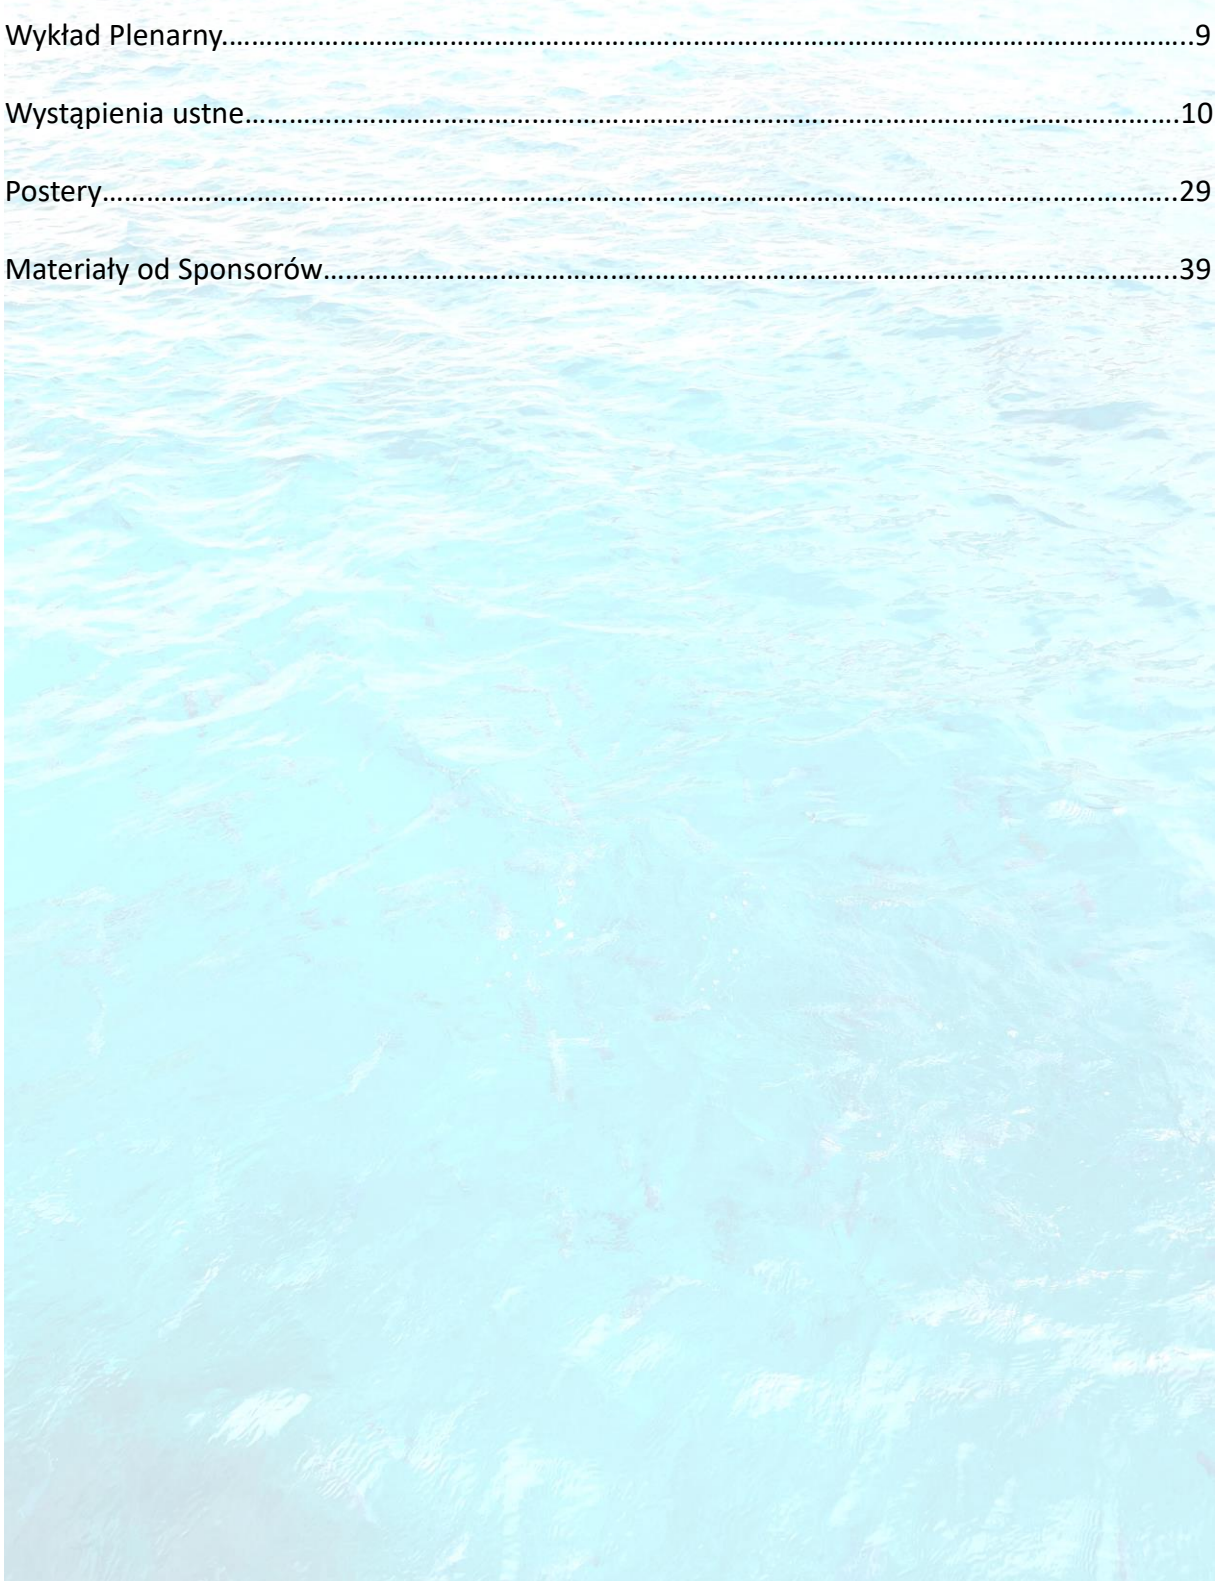 Wykład Plenarny....................................................................................................................9
Wystąpienia ustne................................................................................................................10
Postery................................................................................................................................29
Materiały od Sponsorów......................................................................................................39